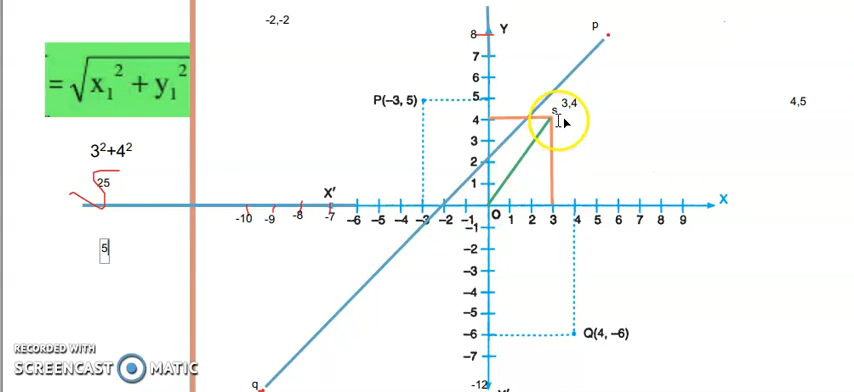 -2,-2
Y
p
8
7
6
5
4
3
2
1
P(−3, 5)
s
3,4
4,5
= √x₁² + y₁²
3²+4²
25
5
X′
X
-10 -9 -8 -7 -6 -5 -4 -3 -2 -1 O 1 2 3 4 5 6 7 8 9
-1
-2
-3
-4
-5
-6
-7
-12
Q(4, −6)
q
RECORDED WITH
SCREENCAST MATIC